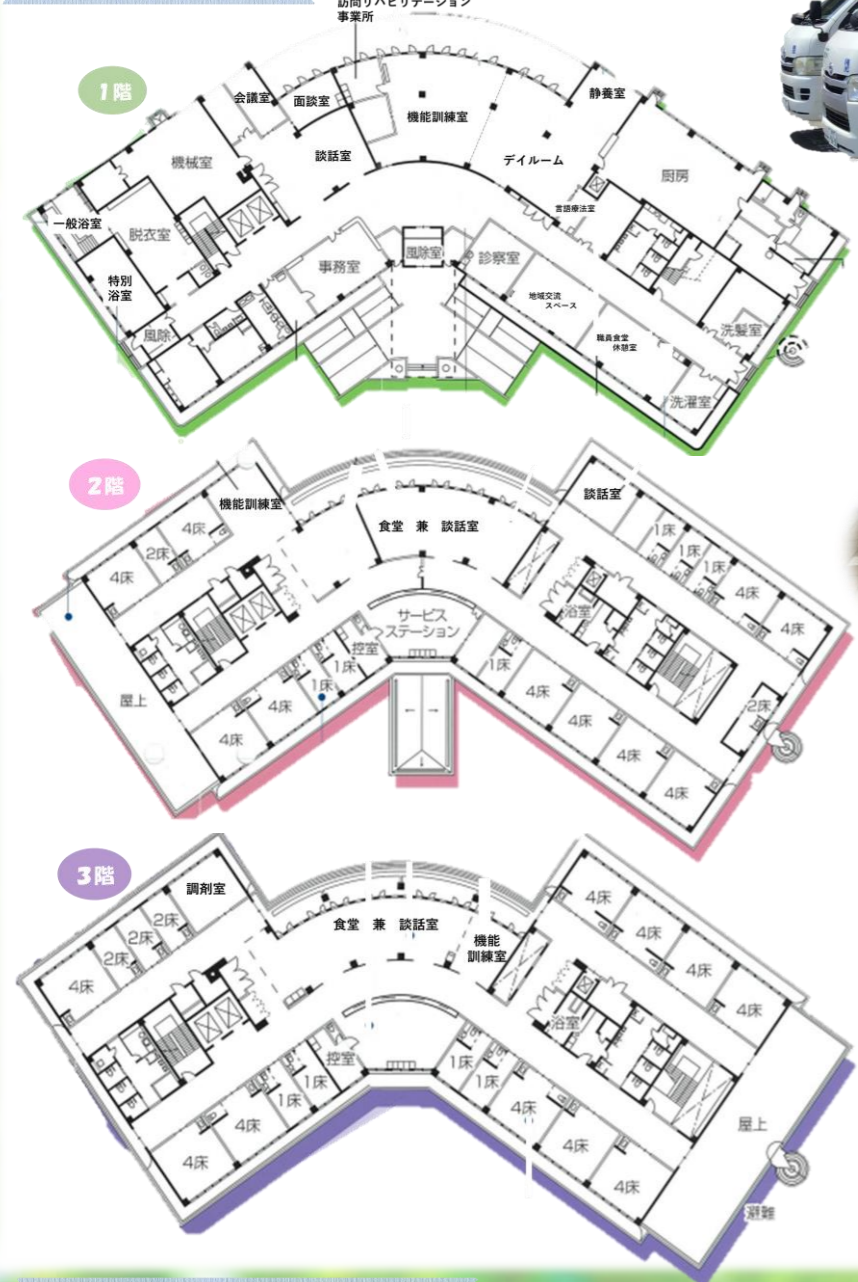 訪問リハビリテーション
事業所
1階
会議室
面談室
機能訓練室
静養室
機械室
談話室
デイルーム
厨房
一般浴室
脱衣室
言語療法室
特別
浴室
事務室
風除室
診察室
地域交流
スペース
風除
職員食堂
休憩室
洗髪室
洗濯室
2階
機能訓練室
4床
2床
4床
食堂 兼 談話室
談話室
1床
1床
1床
4床
4床
サービス
ステーション
浴室
控室
1床
1床
4床
4床
屋上
1床
4床
4床
4床
4床
2床
3階
調剤室
2床
2床
2床
4床
食堂 兼 談話室
機能
訓練室
4床
4床
4床
4床
浴室
控室
1床
1床
4床
4床
1床
1床
4床
4床
4床
屋上
避難